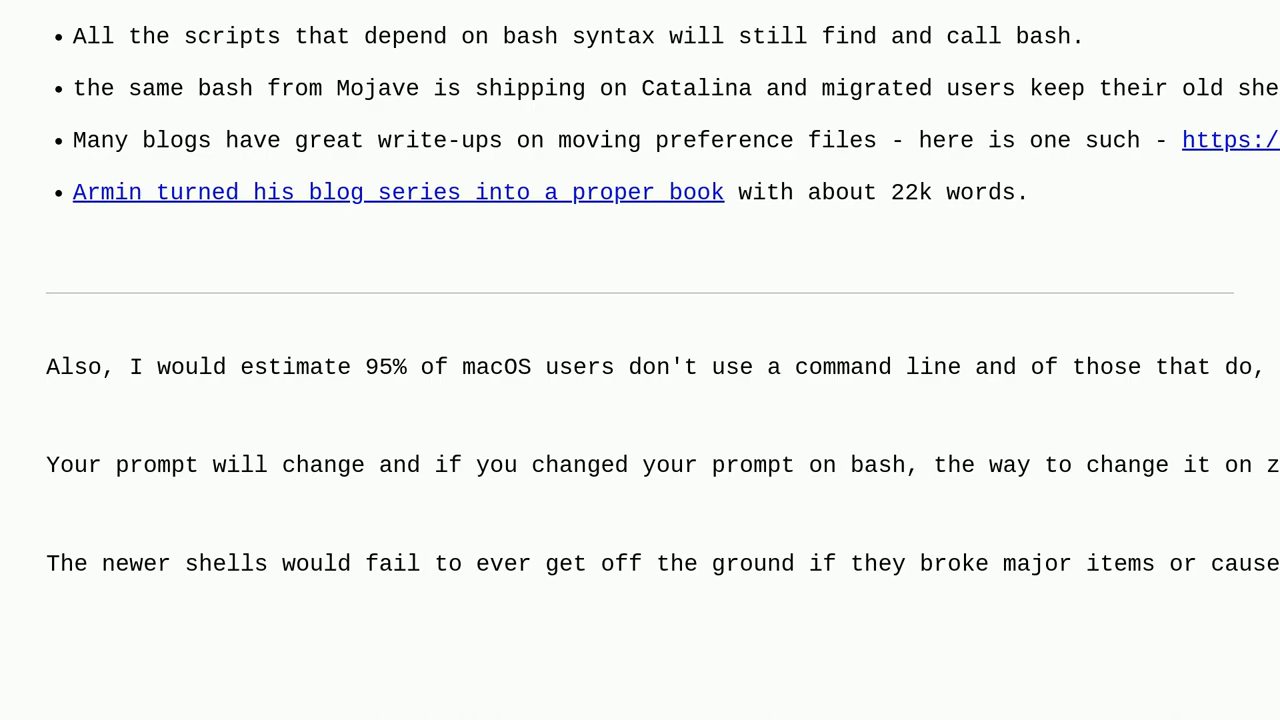 All the scripts that depend on bash syntax will still find and call bash.
the same bash from Mojave is shipping on Catalina and migrated users keep their old she
Many blogs have great write-ups on moving preference files - here is one such - https:/
Armin turned his blog series into a proper book with about 22k words.
Also, I would estimate 95% of macOS users don't use a command line and of those that do,
Your prompt will change and if you changed your prompt on bash, the way to change it on z
The newer shells would fail to ever get off the ground if they broke major items or cause